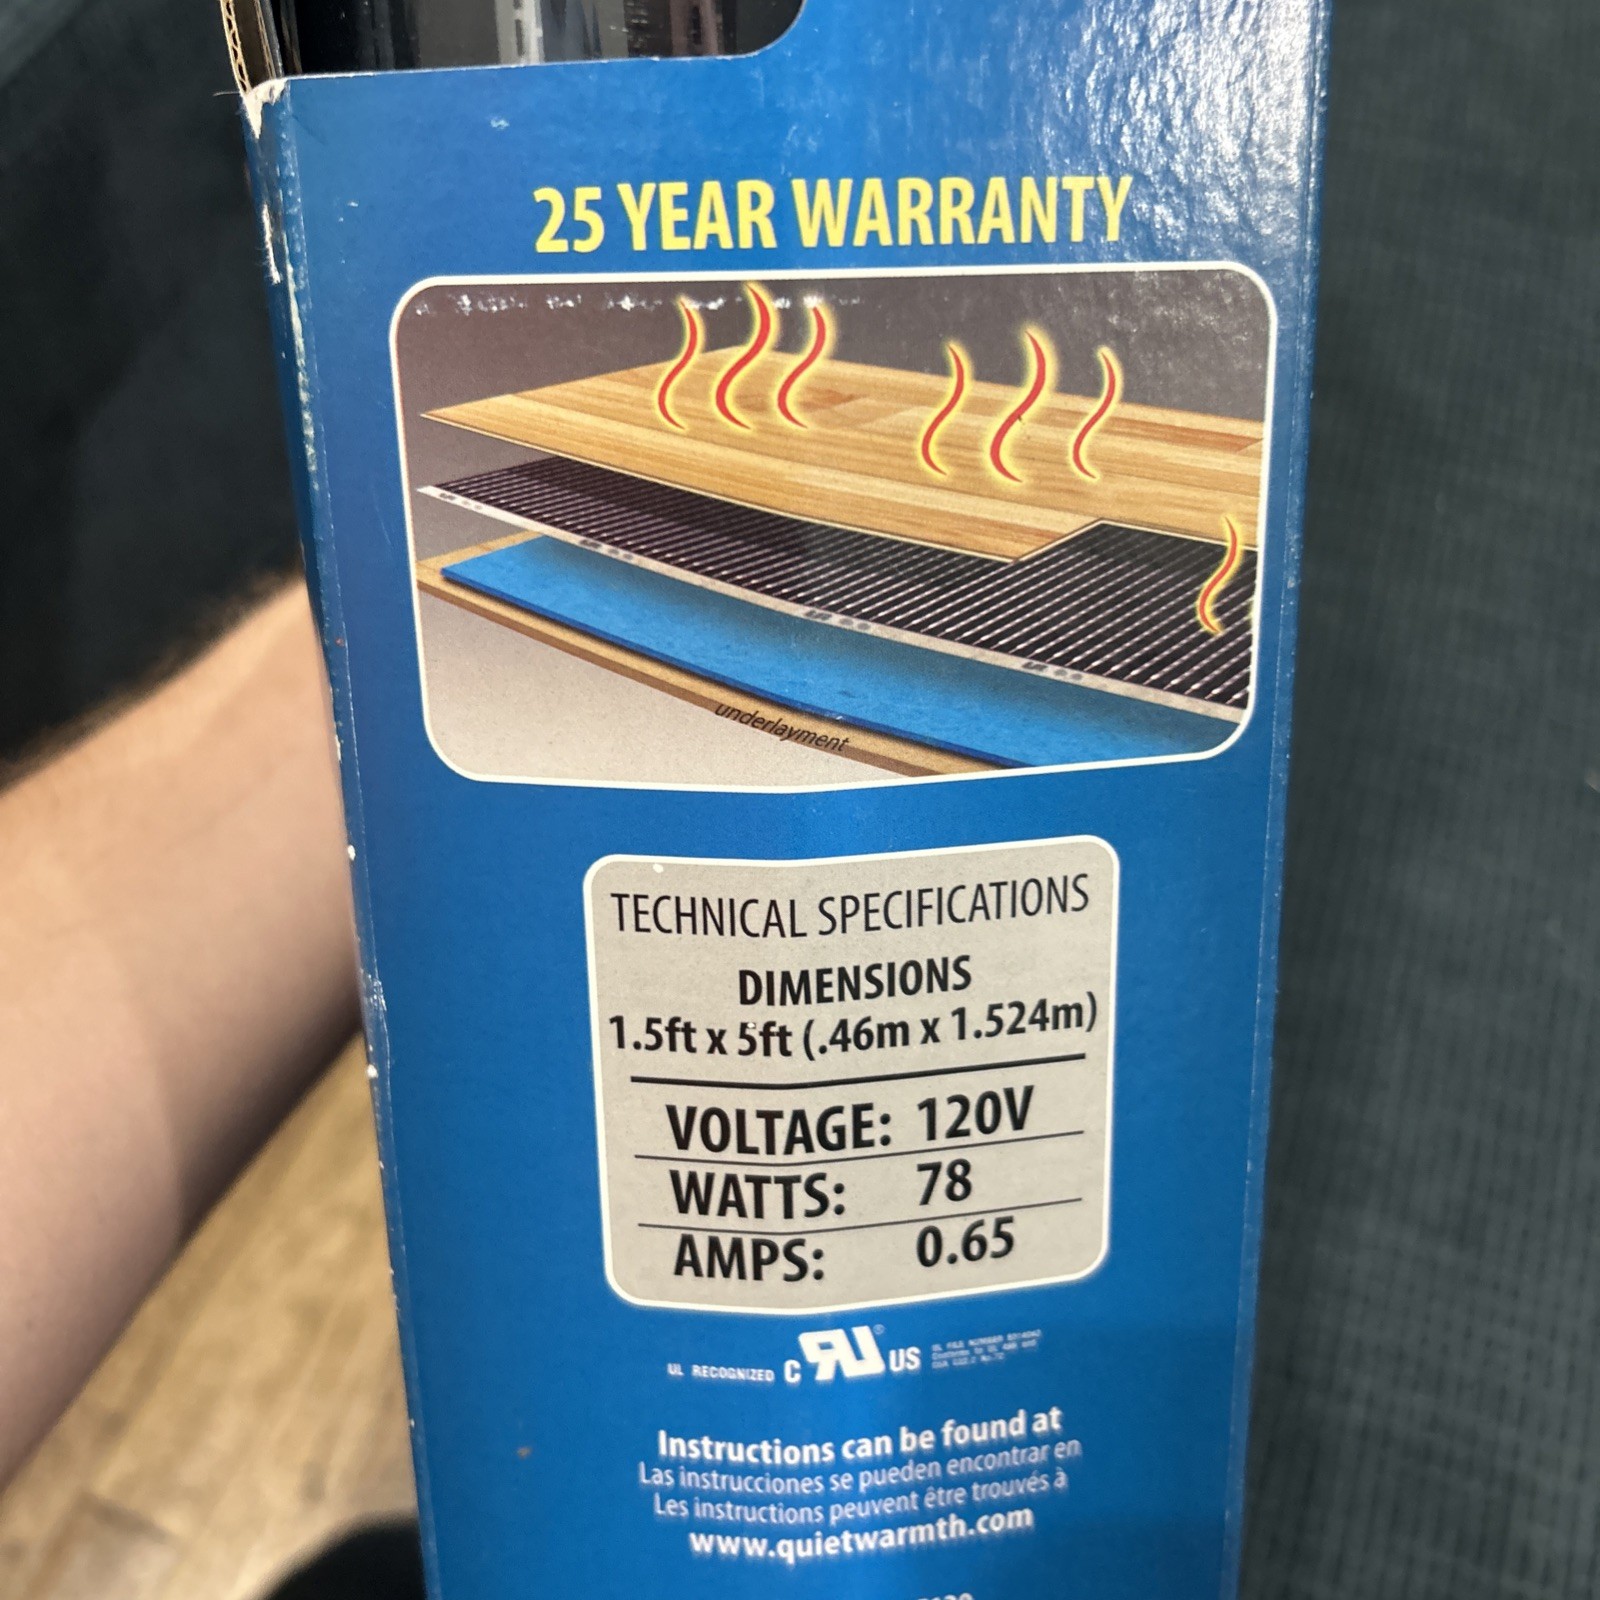 25 YEAR WARRANTY
underlayment
TECHNICAL SPECIFICATIONS
DIMENSIONS
1.5ft x 5ft (.46m x 1.524m)
VOLTAGE: 120V
WATTS: 78
AMPS: 0.65
UL RECOGNIZED C RU® US
Instructions can be found at
Las instrucciones se pueden encontrar en
Les instructions peuvent être trouvés à
www.quietwarmth.com